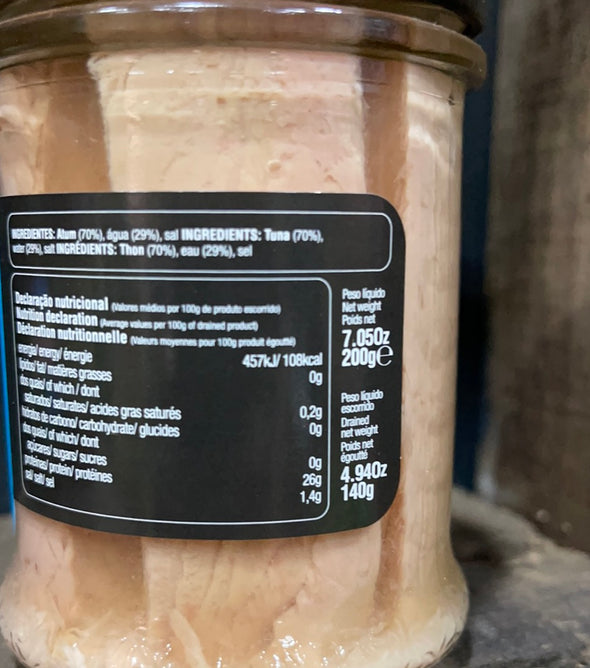 INGREDIENTES: Atum (70%), água (29%), sal INGREDIENTS: Tuna (70%),
water (29%), salt INGRÉDIENTS: Thon (70%), eau (29%), sel
Declaração nutricional (Valores médios por 100g de produto escorrido)
Nutrition declaration (Average values per 100g of drained product)
Déclaration nutritionnelle (Valeurs moyennes pour 100g produit égoutté)
energia/ energy/ énergie 457kJ/ 108kcal
lípidos/ fat/ matières grasses 0g
dos quais/ of which / dont
saturados/ saturates/ acides gras saturés 0,2g
hidratos de carbono/ carbohydrate/ glucides 0g
dos quais/ of which/ dont
açúcares/ sugars/ sucres 0g
proteínas/ protein/ protéines 26g
sal/ salt/ sel 1,4g
Peso líquido
Net weight
Poids net
7.05oz
200g℮
Peso líquido
escorrido
Drained
net weight
Poids net
égoutté
4.94oz
140g